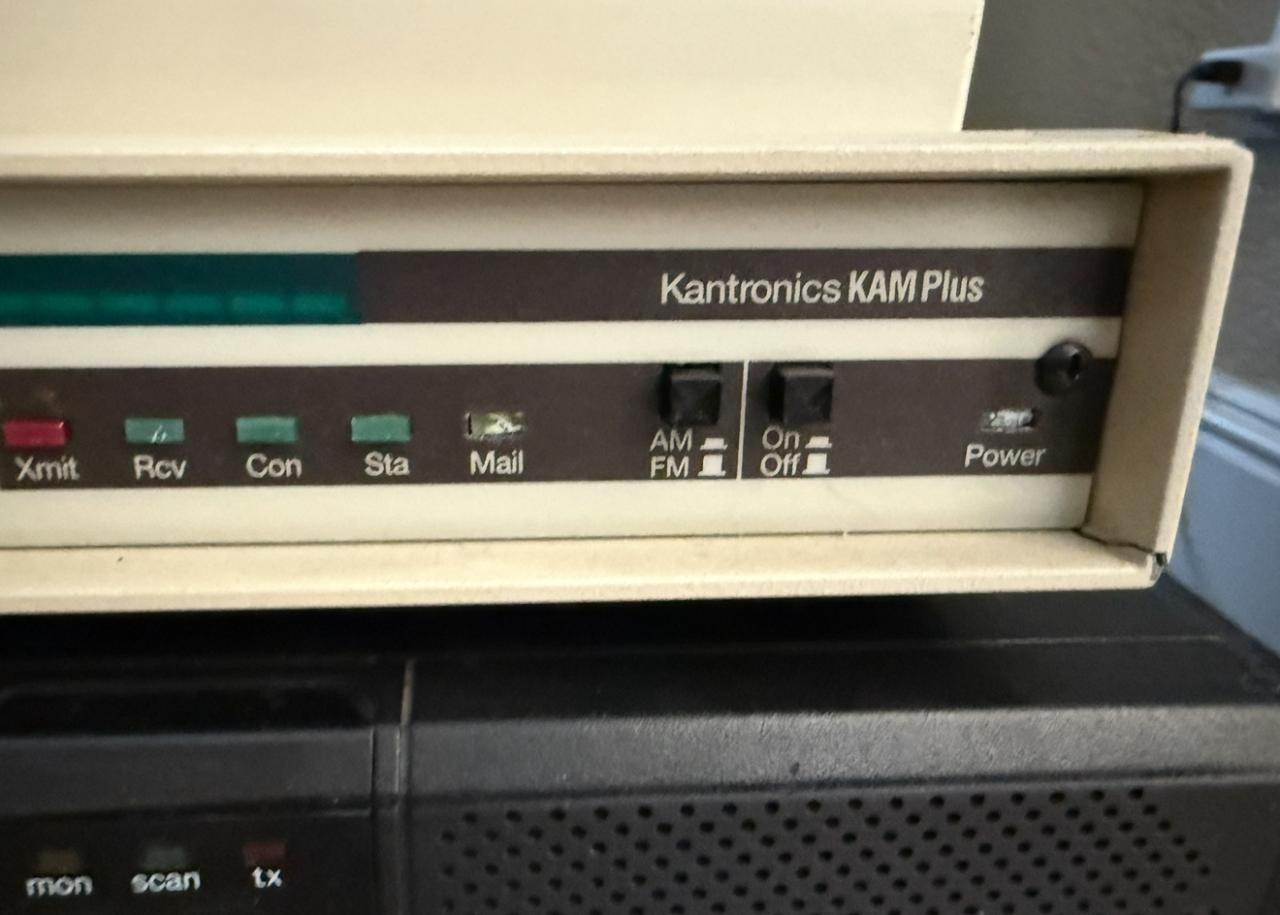 Kantronics KAM Plus
Xmit Rcv Con Sta Mail
AM
FM
On
Off
Power
mon scan tx